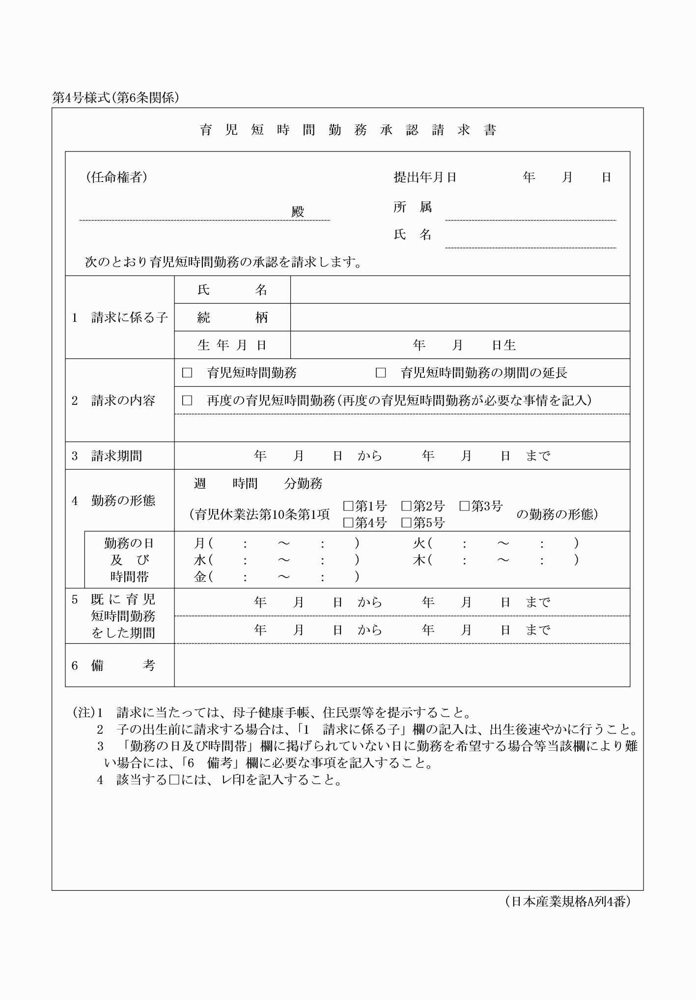 第4号様式(第6条関係)
育児短時間勤務承認請求書
(任命権者)　提出年月日　年　月　日
殿　所　属
氏　名
次のとおり育児短時間勤務の承認を請求します。
1　請求に係る子
氏　名
続　柄
生年月日　年　月　日生
2　請求の内容
□　育児短時間勤務　□　育児短時間勤務の期間の延長
□　再度の育児短時間勤務(再度の育児短時間勤務が必要な事情を記入)
3　請求期間　年　月　日　から　年　月　日　まで
4　勤務の形態
週　時間　分勤務
(育児休業法第10条第1項　□第1号　□第2号　□第3号
□第4号　□第5号　の勤務の形態)
勤務の日
及　び
時間帯
月(　:　～　:　)　火(　:　～　:　)
水(　:　～　:　)　木(　:　～　:　)
金(　:　～　:　)
5　既に育児
短時間勤務
をした期間
年　月　日　から　年　月　日　まで
年　月　日　から　年　月　日　まで
6　備　考
(注)1　請求に当たっては、母子健康手帳、住民票等を提示すること。
2　子の出生前に請求する場合は、「1　請求に係る子」欄の記入は、出生後速やかに行うこと。
3　「勤務の日及び時間帯」欄に掲げられていない日に勤務を希望する場合等当該欄により難
い場合には、「6　備考」欄に必要な事項を記入すること。
4　該当する□には、レ印を記入すること。
(日本産業規格A列4番)